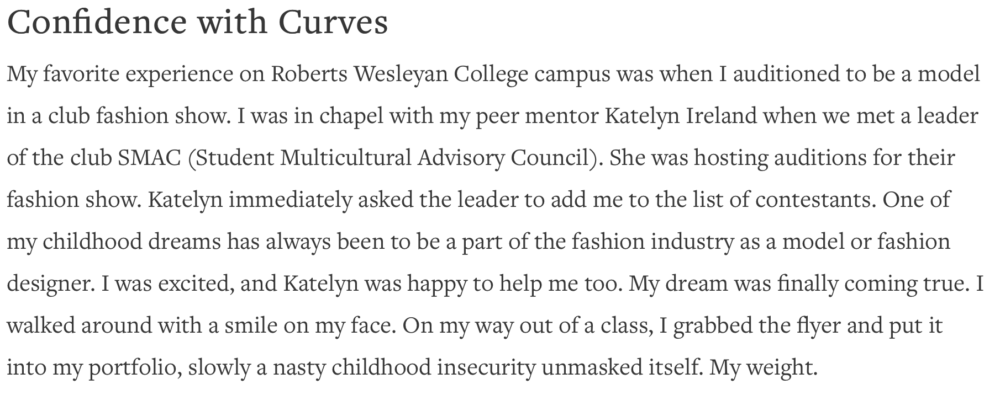 Confidence with Curves
My favorite experience on Roberts Wesleyan College campus was when I auditioned to be a model
in a club fashion show. I was in chapel with my peer mentor Katelyn Ireland when we met a leader
of the club SMAC (Student Multicultural Advisory Council). She was hosting auditions for their
fashion show. Katelyn immediately asked the leader to add me to the list of contestants. One of
my childhood dreams has always been to be a part of the fashion industry as a model or fashion
designer. I was excited, and Katelyn was happy to help me too. My dream was finally coming true. I
walked around with a smile on my face. On my way out of a class, I grabbed the flyer and put it
into my portfolio, slowly a nasty childhood insecurity unmasked itself. My weight.